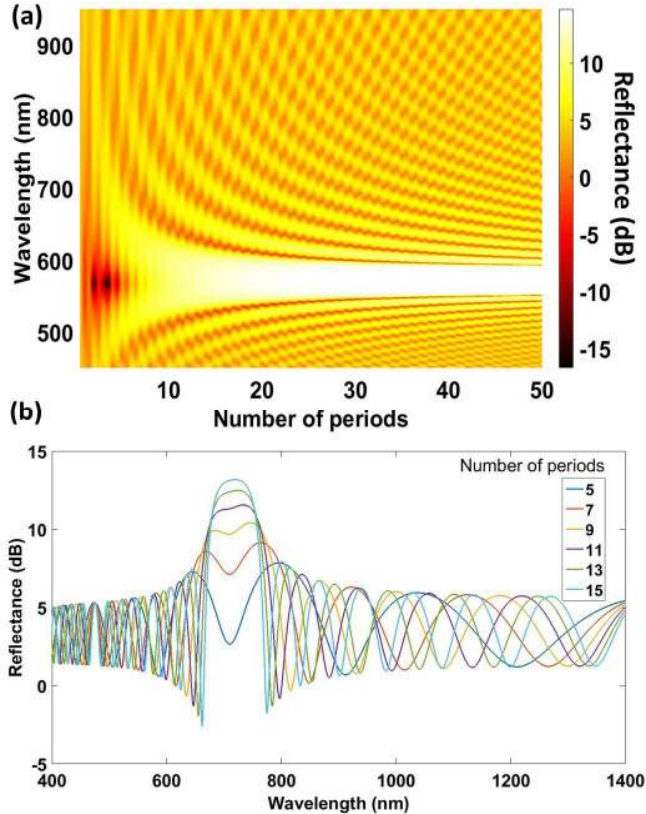 (a)
900
800
700
600
500
Wavelength (nm)
10 20 30 40 50
Number of periods
10
5
0
-5
-10
-15
Reflectance (dB)
(b)
15
10
5
0
-5
Reflectance (dB)
400 600 800 1000 1200 1400
Wavelength (nm)
Number of periods
5
7
9
11
13
15